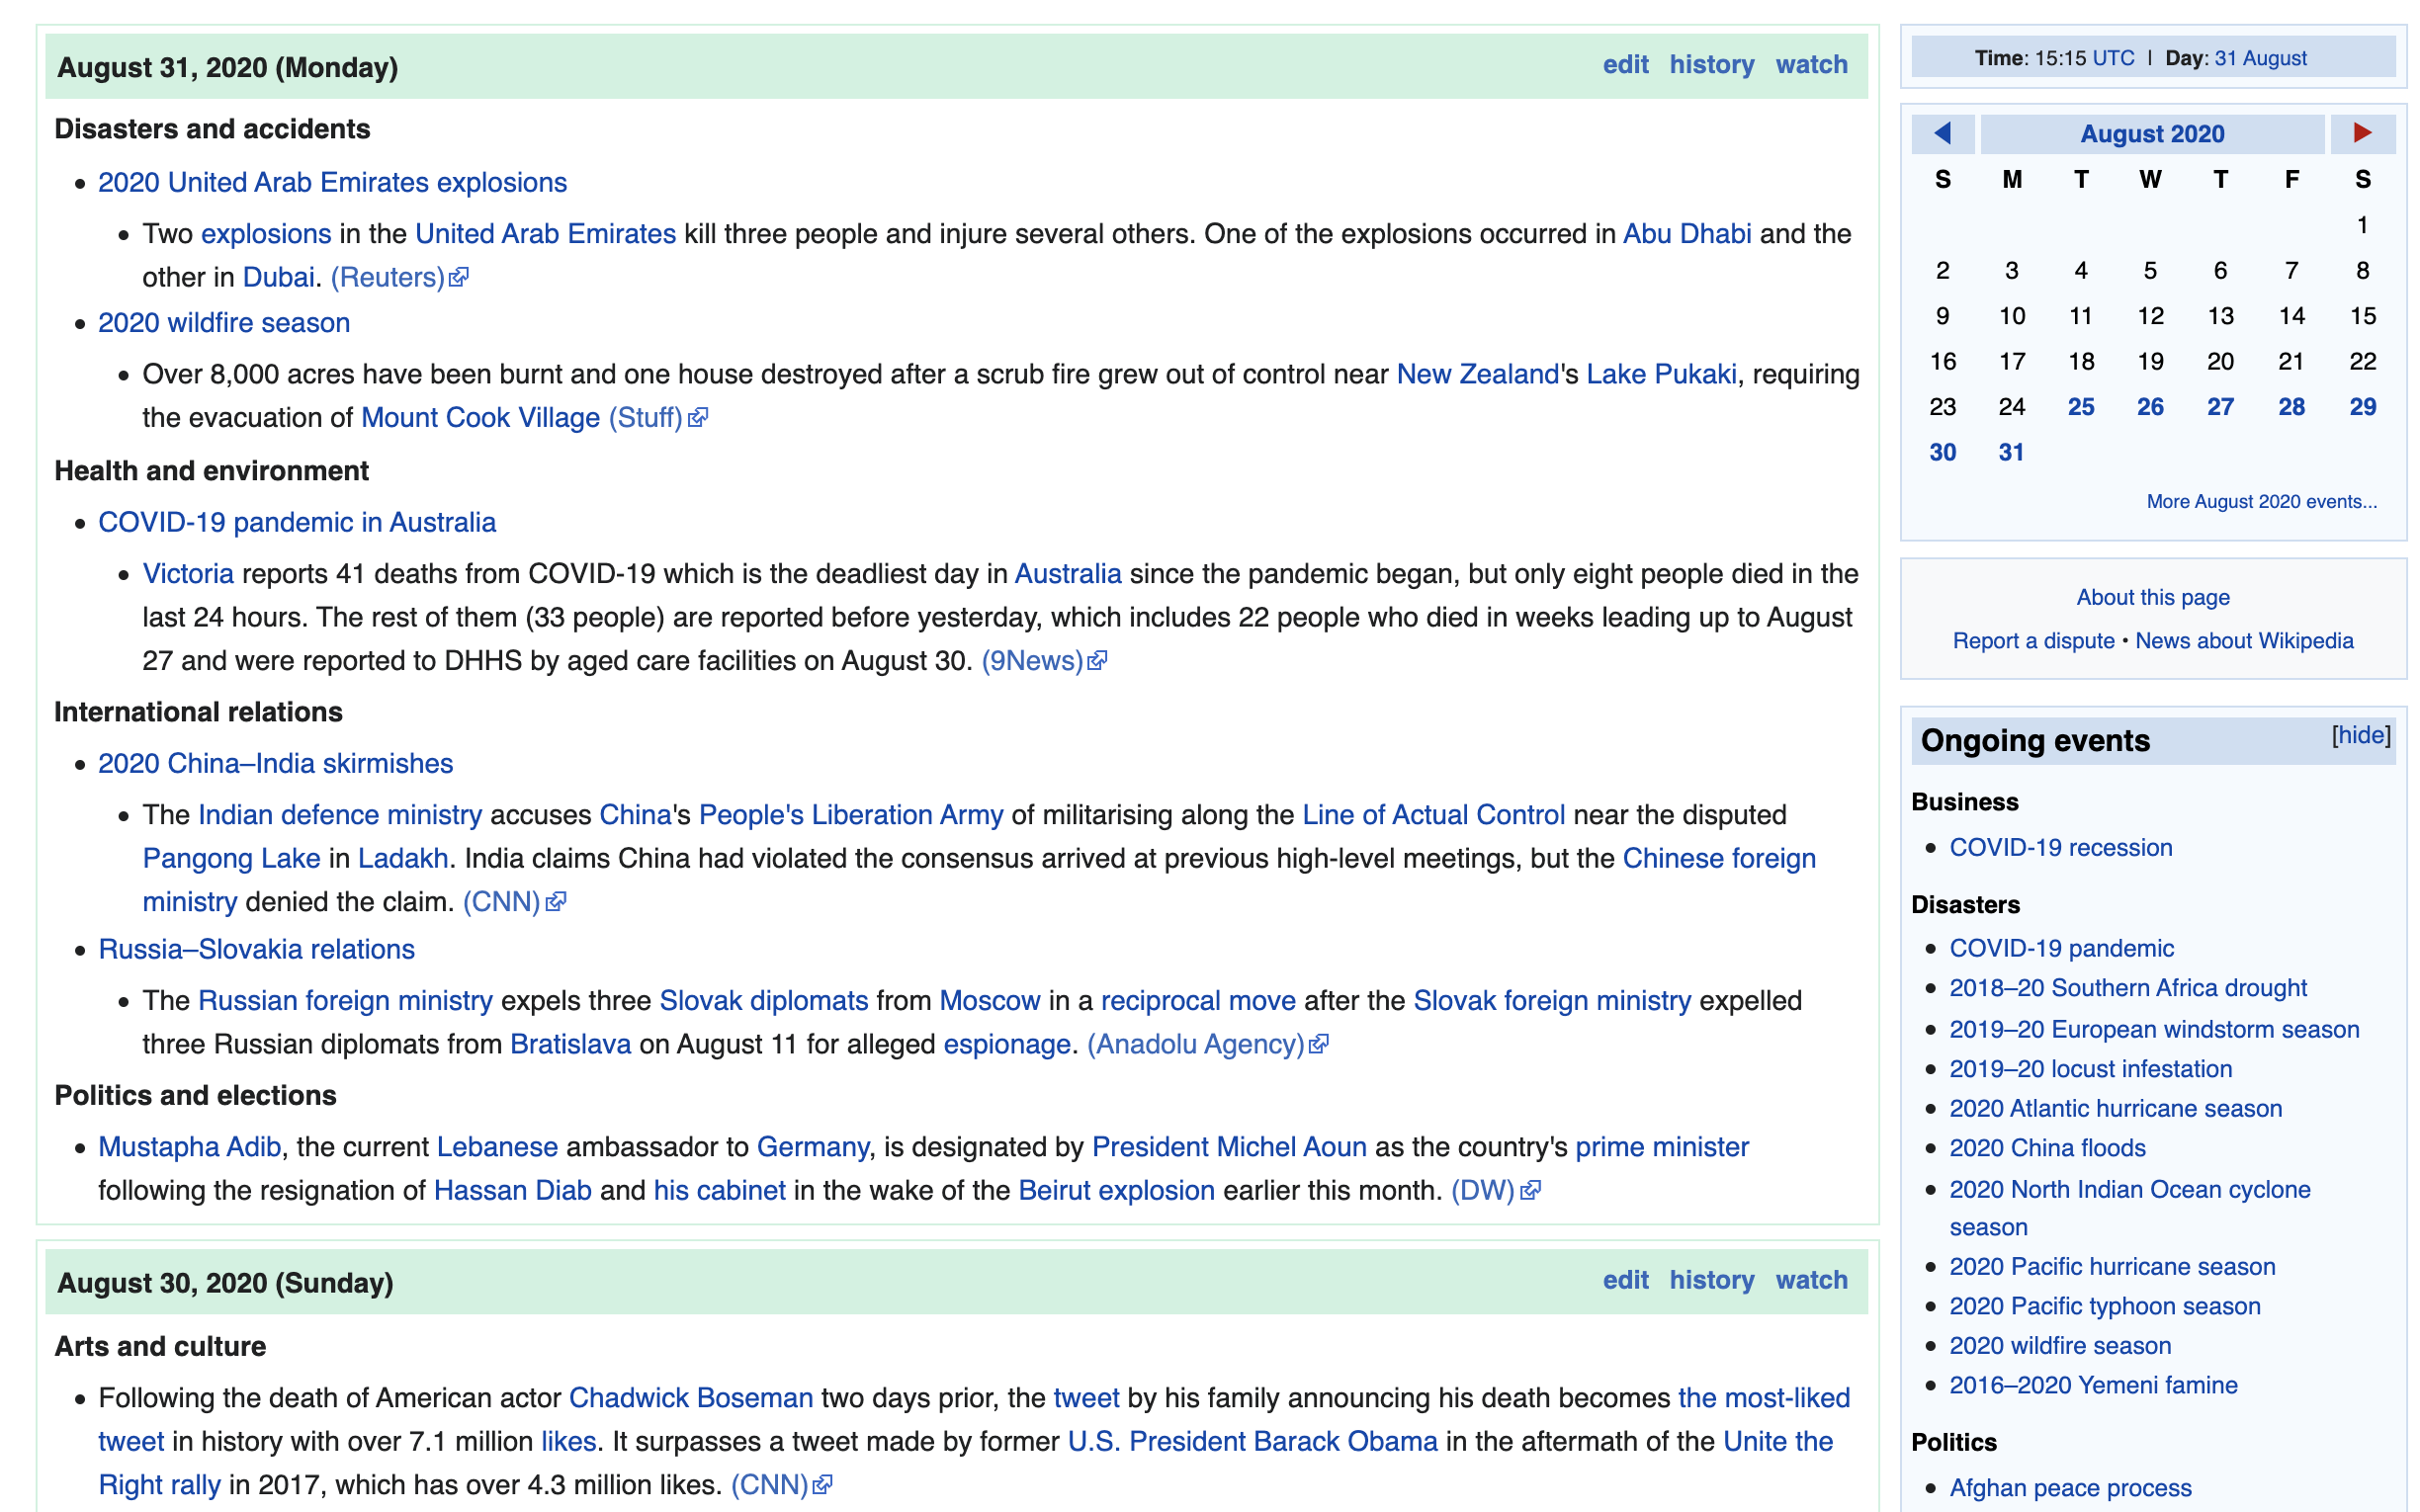 August 31, 2020 (Monday)
edit history watch
Disasters and accidents
• 2020 United Arab Emirates explosions
• Two explosions in the United Arab Emirates kill three people and injure several others. One of the explosions occurred in Abu Dhabi and the
other in Dubai. (Reuters)
• 2020 wildfire season
• Over 8,000 acres have been burnt and one house destroyed after a scrub fire grew out of control near New Zealand's Lake Pukaki, requiring
the evacuation of Mount Cook Village (Stuff)
Health and environment
• COVID-19 pandemic in Australia
• Victoria reports 41 deaths from COVID-19 which is the deadliest day in Australia since the pandemic began, but only eight people died in the
last 24 hours. The rest of them (33 people) are reported before yesterday, which includes 22 people who died in weeks leading up to August
27 and were reported to DHHS by aged care facilities on August 30. (9News)
International relations
• 2020 China–India skirmishes
• The Indian defence ministry accuses China's People's Liberation Army of militarising along the Line of Actual Control near the disputed
Pangong Lake in Ladakh. India claims China had violated the consensus arrived at previous high-level meetings, but the Chinese foreign
ministry denied the claim. (CNN)
• Russia–Slovakia relations
• The Russian foreign ministry expels three Slovak diplomats from Moscow in a reciprocal move after the Slovak foreign ministry expelled
three Russian diplomats from Bratislava on August 11 for alleged espionage. (Anadolu Agency)
Politics and elections
• Mustapha Adib, the current Lebanese ambassador to Germany, is designated by President Michel Aoun as the country's prime minister
following the resignation of Hassan Diab and his cabinet in the wake of the Beirut explosion earlier this month. (DW)
August 30, 2020 (Sunday)
edit history watch
Arts and culture
• Following the death of American actor Chadwick Boseman two days prior, the tweet by his family announcing his death becomes the most-liked
tweet in history with over 7.1 million likes. It surpasses a tweet made by former U.S. President Barack Obama in the aftermath of the Unite the
Right rally in 2017, which has over 4.3 million likes. (CNN)
Time: 15:15 UTC | Day: 31 August
August 2020
S M T W T F S
1
2 3 4 5 6 7 8
9 10 11 12 13 14 15
16 17 18 19 20 21 22
23 24 25 26 27 28 29
30 31
More August 2020 events...
About this page
Report a dispute • News about Wikipedia
Ongoing events [hide]
Business
• COVID-19 recession
Disasters
• COVID-19 pandemic
• 2018–20 Southern Africa drought
• 2019–20 European windstorm season
• 2019–20 locust infestation
• 2020 Atlantic hurricane season
• 2020 China floods
• 2020 North Indian Ocean cyclone
season
• 2020 Pacific hurricane season
• 2020 Pacific typhoon season
• 2020 wildfire season
• 2016–2020 Yemeni famine
Politics
• Afghan peace process